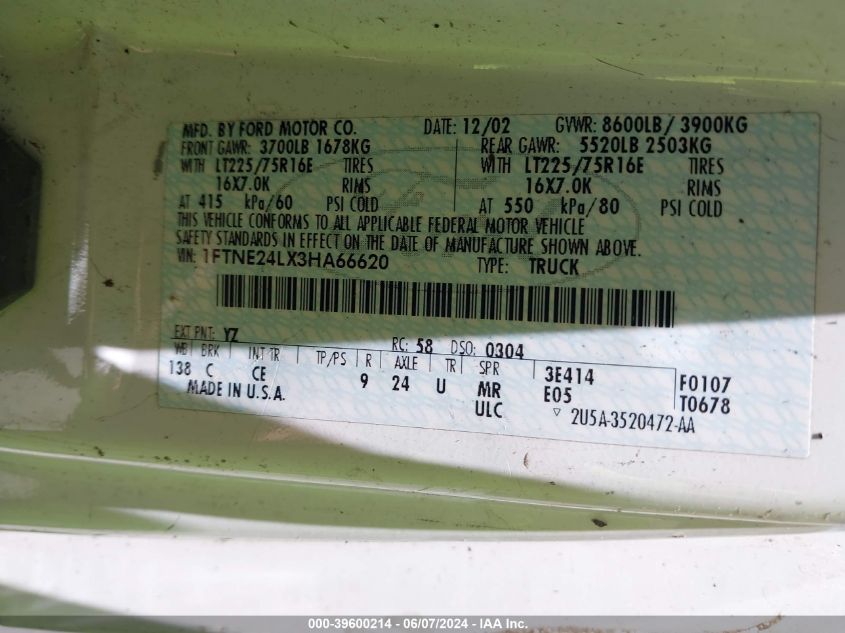 MFD. BY FORD MOTOR CO. DATE: 12/02 GVWR: 8600LB/ 3900KG
FRONT GAWR: 3700LB 1678KG REAR GAWR: 5520LB 2503KG
WITH LT225/75R16E TIRES WITH LT225/75R16E TIRES
16X7.0K RIMS 16X7.0K RIMS
AT 415 kPa/60 PSI COLD AT 550 kPa/80 PSI COLD
THIS VEHICLE CONFORMS TO ALL APPLICABLE FEDERAL MOTOR VEHICLE
SAFETY STANDARDS IN EFFECT ON THE DATE OF MANUFACTURE SHOWN ABOVE.
VIN: 1FTNE24LX3HA66620 TYPE: TRUCK
EXT PNT: YZ RC: 58 DSO: 0304
WB BRK INT TR TP/PS R AXLE TR SPR 3E414 F0107
138 C CE 9 24 U MR E05 T0678
MADE IN U.S.A. ULC ▽ 2U5A-3520472-AA
000-39600214 - 06/07/2024 - IAA Inc.